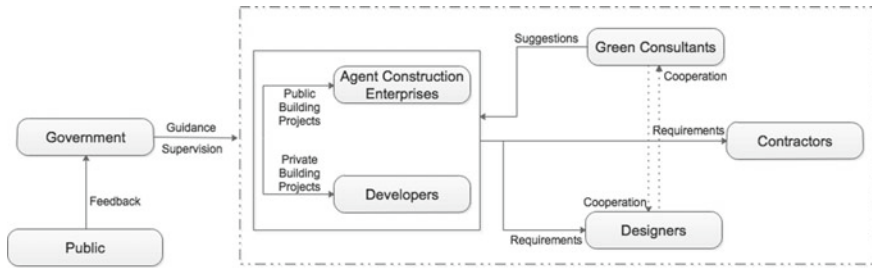 Suggestions
Green Consultants
Cooperation
Agent Construction
Enterprises
Public
Building
Projects
Government
Guidance
Supervision
Requirements
Contractors
Private
Building
Projects
Developers
Feedback
Cooperation
Public
Requirements
Designers